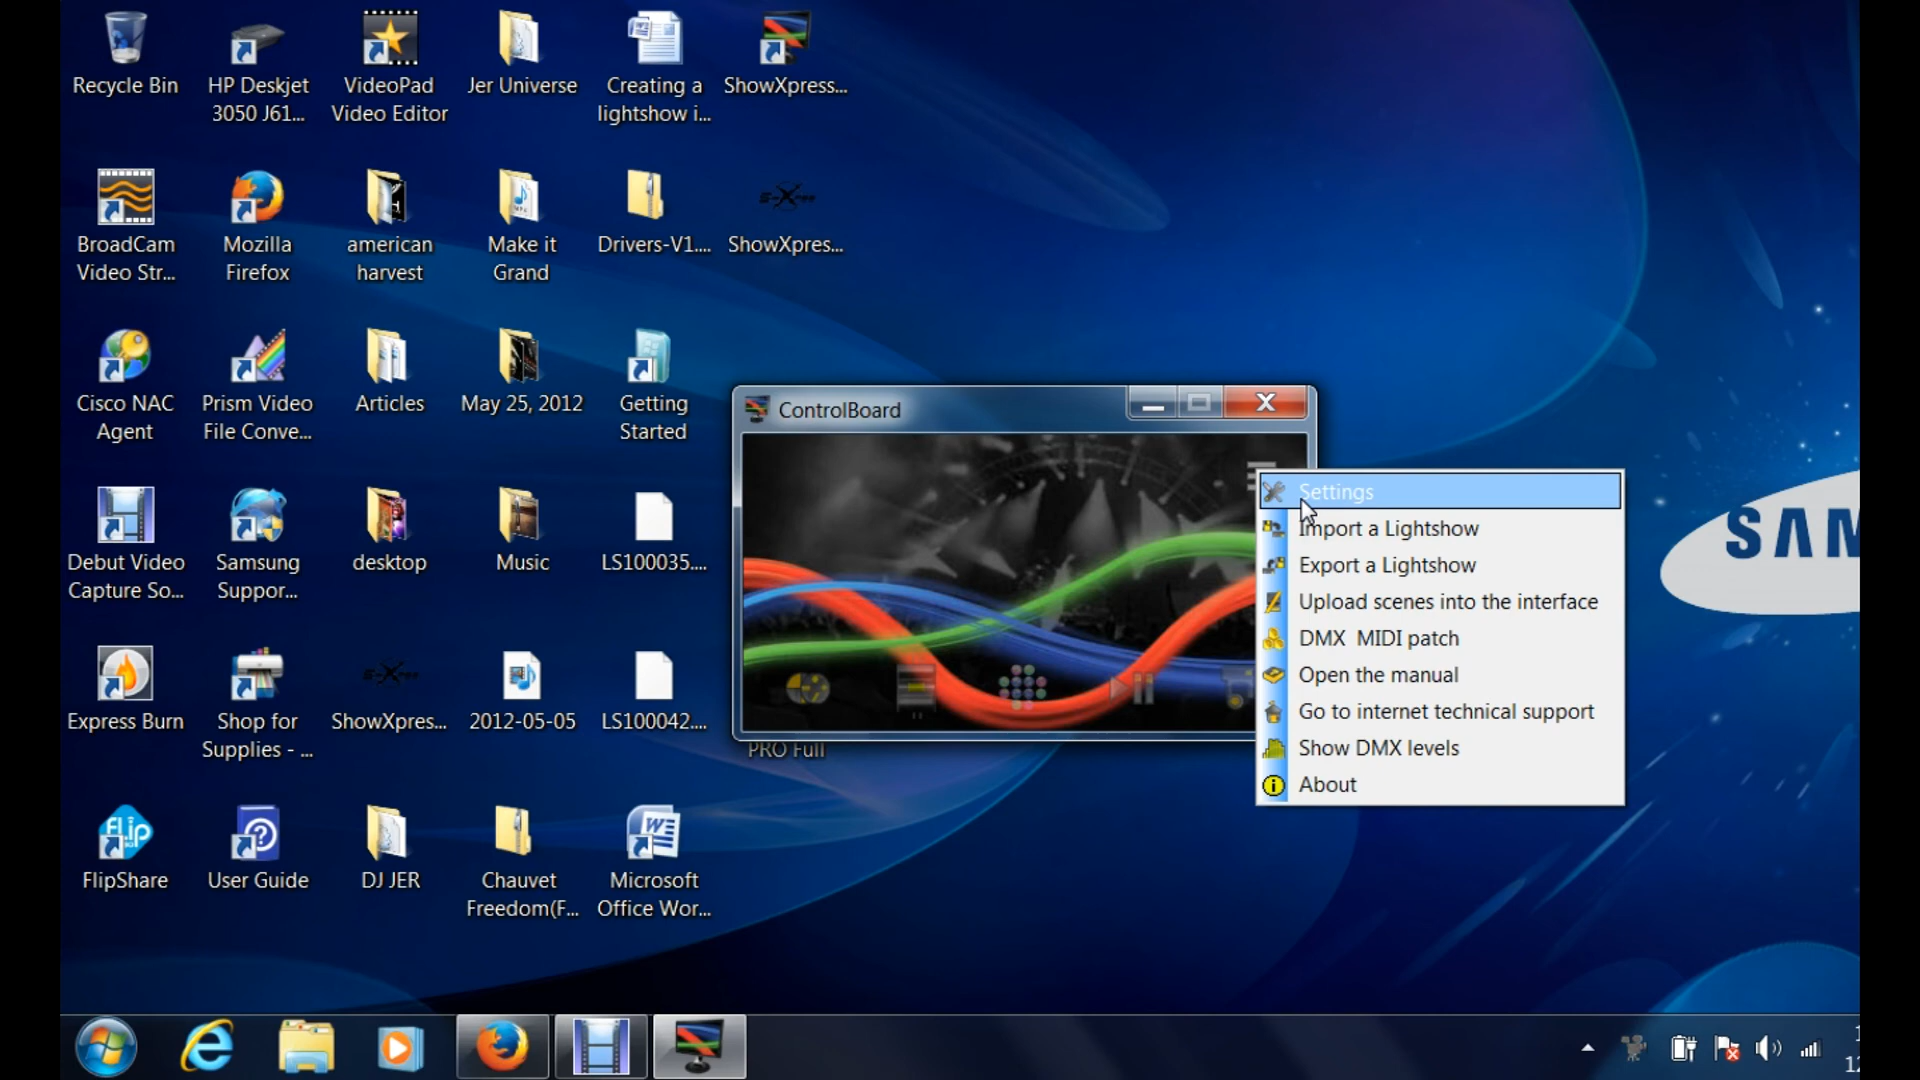 Recycle Bin
HP Deskjet
3050 J61...
VideoPad
Video Editor
Jer Universe
Creating a
lightshow i...
ShowXpress...
BroadCam
Video Str...
Mozilla
Firefox
american
harvest
Make it
Grand
Drivers-V1....
ShowXpres...
Cisco NAC
Agent
Prism Video
File Conve...
Articles
May 25, 2012
Getting
Started
Debut Video
Capture So...
Samsung
Suppor...
desktop
Music
LS100035....
Express Burn
Shop for
Supplies - ...
ShowXpres...
2012-05-05
LS100042....
PRO Full
FlipShare
User Guide
DJ JER
Chauvet
Freedom(F...
Microsoft
Office Wor...
ControlBoard
Settings
Import a Lightshow
Export a Lightshow
Upload scenes into the interface
DMX MIDI patch
Open the manual
Go to internet technical support
Show DMX levels
About
SAM